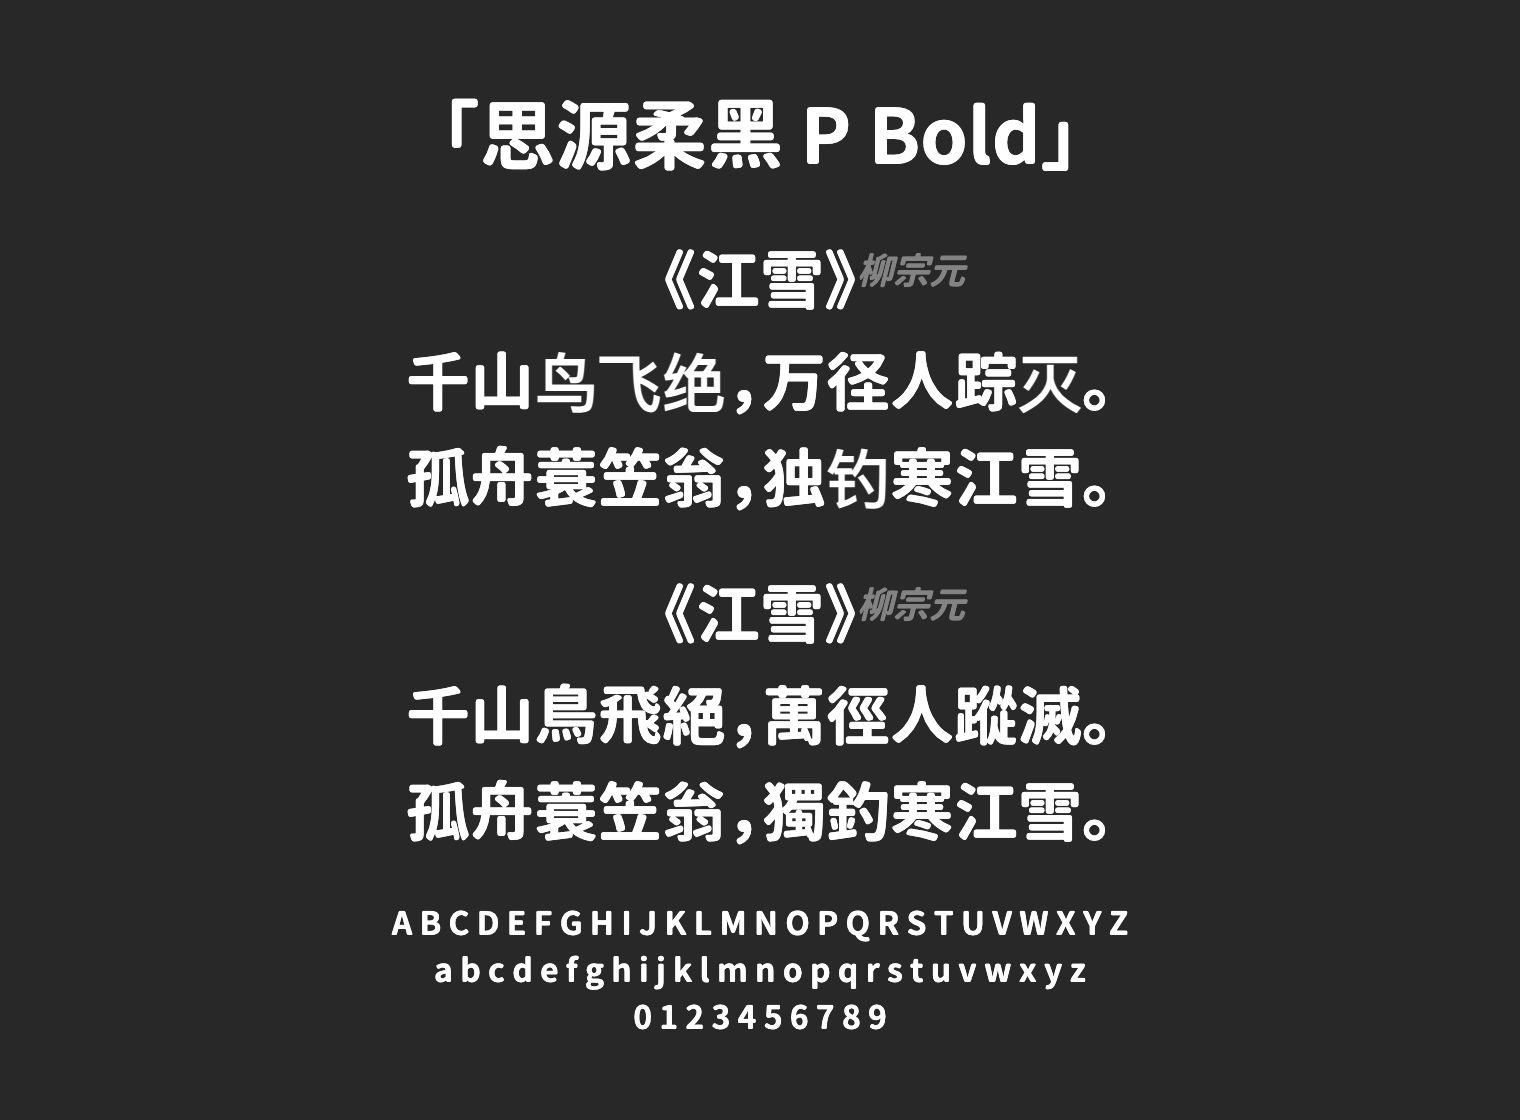 「思源柔黑 P Bold」
《江雪》柳宗元
千山鸟飞绝，万径人踪灭。
孤舟蓑笠翁，独钓寒江雪。
《江雪》柳宗元
千山鳥飛絕，萬徑人蹤滅。
孤舟蓑笠翁，獨釣寒江雪。
A B C D E F G H I J K L M N O P Q R S T U V W X Y Z
a b c d e f g h i j k l m n o p q r s t u v w x y z
0 1 2 3 4 5 6 7 8 9